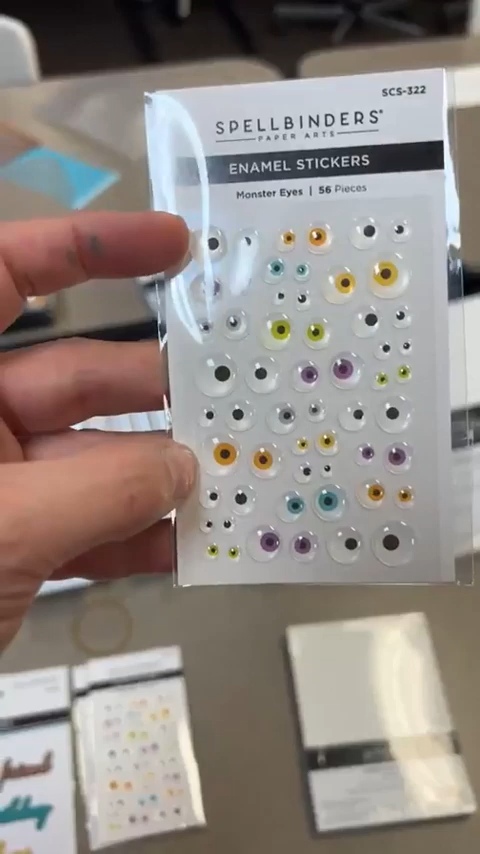 SCS-322
SPELLBINDERS®
PAPER ARTS
ENAMEL STICKERS
Monster Eyes | 56 Pieces